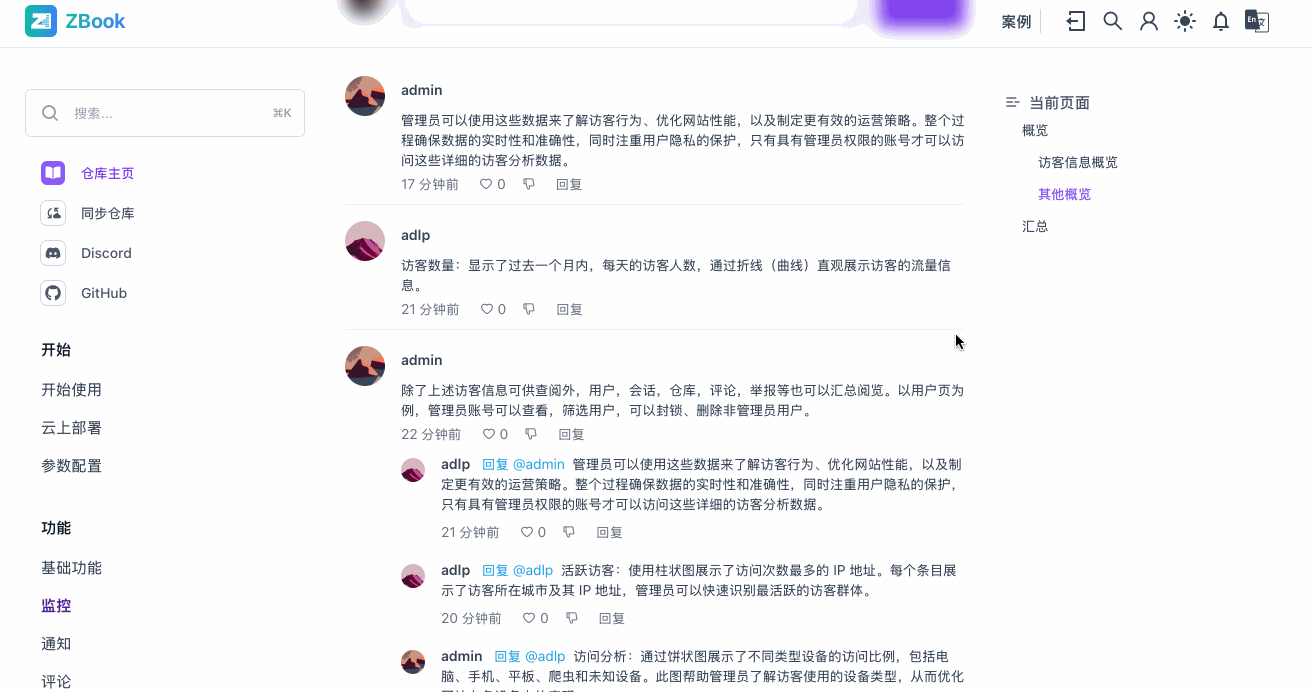 ZBook
案例
搜索...
⌘K
仓库主页
同步仓库
Discord
GitHub
开始
开始使用
云上部署
参数配置
功能
基础功能
监控
通知
评论
admin
管理员可以使用这些数据来了解访客行为、优化网站性能，以及制定更有效的运营策略。整个过
程确保数据的实时性和准确性，同时注重用户隐私的保护，只有具有管理员权限的账号才可以访
问这些详细的访客分析数据。
17 分钟前 0 回复
adlp
访客数量：显示了过去一个月内，每天的访客人数，通过折线（曲线）直观展示访客的流量信
息。
21 分钟前 0 回复
admin
除了上述访客信息可供查阅外，用户，会话，仓库，评论，举报等也可以汇总阅览。以用户页为
例，管理员账号可以查看，筛选用户，可以封锁、删除非管理员用户。
22 分钟前 0 回复
adlp 回复 @admin 管理员可以使用这些数据来了解访客行为、优化网站性能，以及制
定更有效的运营策略。整个过程确保数据的实时性和准确性，同时注重用户隐私的保护，
只有具有管理员权限的账号才可以访问这些详细的访客分析数据。
21 分钟前 0 回复
adlp 回复 @adlp 活跃访客：使用柱状图展示了访问次数最多的 IP 地址。每个条目展
示了访客所在城市及其 IP 地址，管理员可以快速识别最活跃的访客群体。
20 分钟前 0 回复
admin 回复 @adlp 访问分析：通过饼状图展示了不同类型设备的访问比例，包括电
脑、手机、平板、爬虫和未知设备。此图帮助管理员了解访客使用的设备类型，从而优化
当前页面
概览
访客信息概览
其他概览
汇总